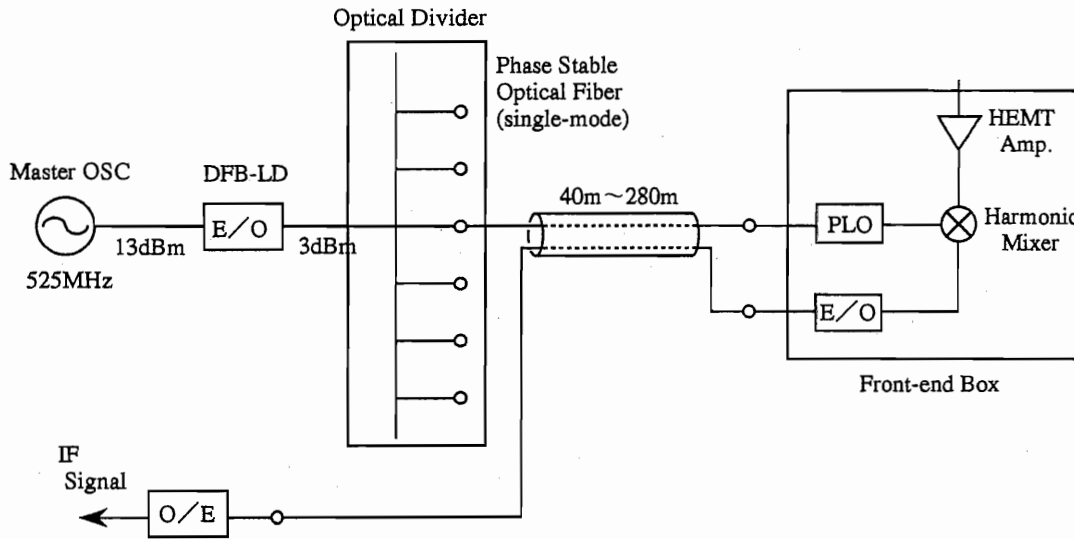 Optical Divider
Phase Stable
Optical Fiber
(single-mode)
HEMT
Amp.
Master OSC
DFB-LD
40m～280m
E／O
PLO
Harmonic
Mixer
13dBm
3dBm
525MHz
E／O
Front-end Box
IF
Signal
O／E